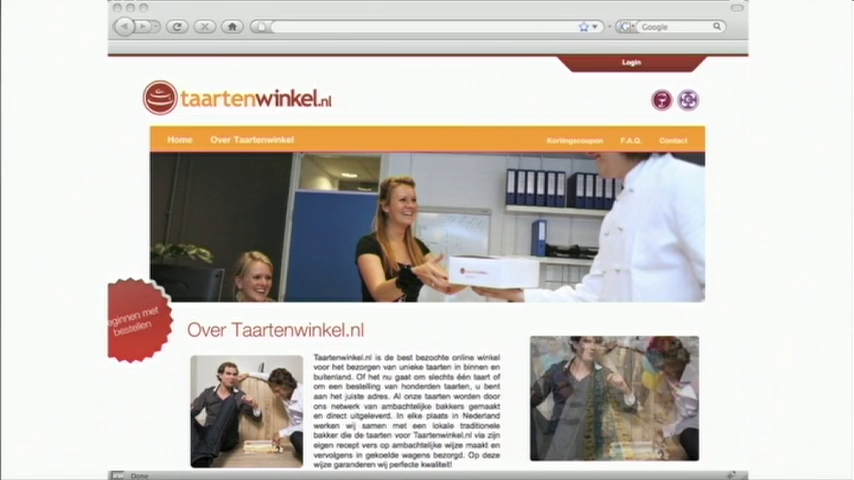 Google
Login
taartenwinkel.nl
Home Over Taartenwinkel Kortingscoupon F.A.Q. Contact
taartenwinkel.nl
eginnen met
bestellen
Over Taartenwinkel.nl
Taartenwinkel.nl is de best bezochte online winkel
voor het bezorgen van unieke taarten in binnen en
buitenland. Of het nu gaat om slechts één taart of
om een bestelling van honderden taarten, u bent
aan het juiste adres. Al onze taarten worden door
ons netwerk van ambachtelijke bakkers gemaakt
en direct uitgeleverd. In elke plaats in Nederland
werken wij samen met een lokale traditionele
bakker die de taarten voor Taartenwinkel.nl via zijn
eigen recept vers op ambachtelijke wijze maakt en
vervolgens in gekoelde wagens bezorgd. Op deze
wijze garanderen wij perfecte kwaliteit!
Done